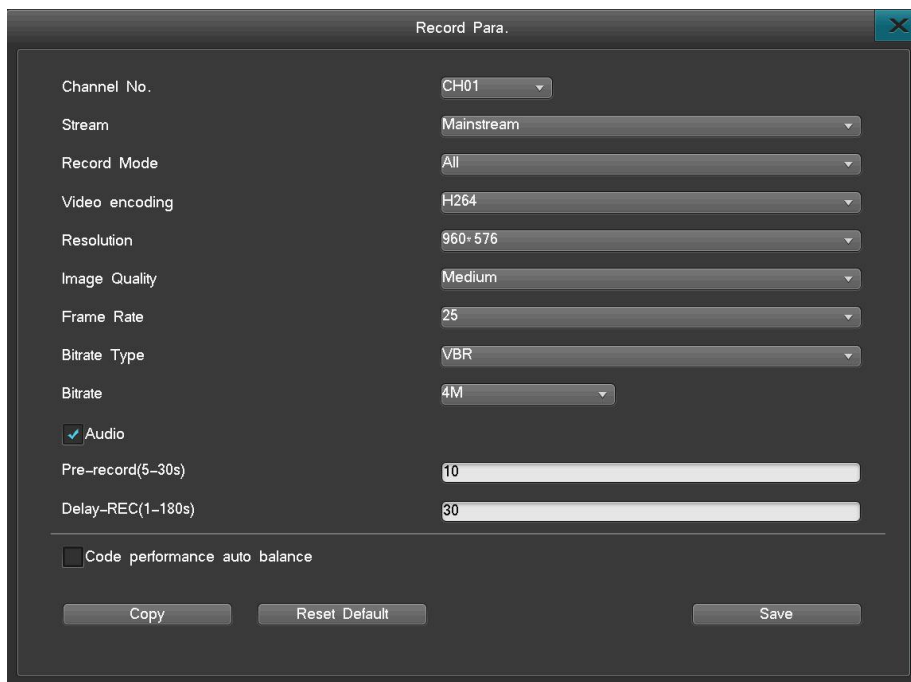 Record Para.
Channel No. CH01
Stream Mainstream
Record Mode All
Video encoding H264
Resolution 960*576
Image Quality Medium
Frame Rate 25
Bitrate Type VBR
Bitrate 4M
Audio
Pre-record(5-30s) 10
Delay-REC(1-180s) 30
Code performance auto balance
Copy Reset Default Save